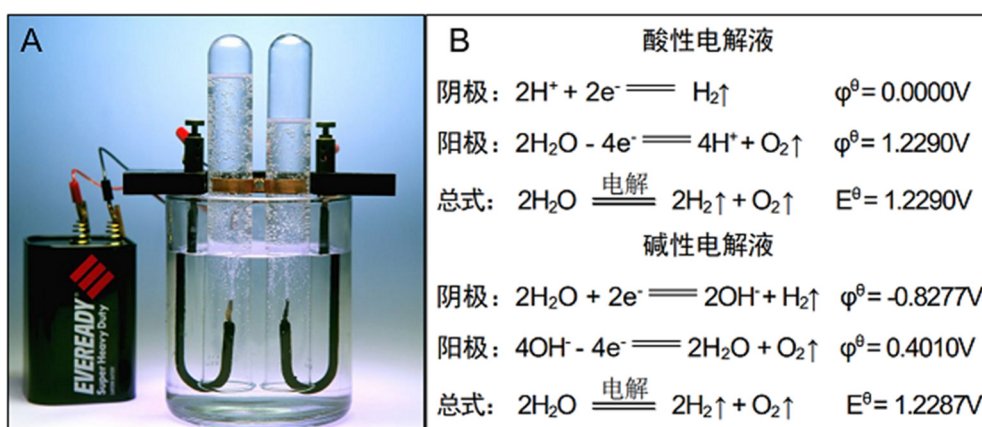 A
EVEREADY
Super Heavy Duty
B
酸性电解液
阴极：2H⁺ + 2e⁻ ═══ H₂↑ φᶿ = 0.0000V
阳极：2H₂O - 4e⁻ ═══ 4H⁺ + O₂↑ φᶿ = 1.2290V
总式：2H₂O ═电解═ 2H₂↑ + O₂↑ Eᶿ = 1.2290V
碱性电解液
阴极：2H₂O + 2e⁻ ═══ 2OH⁻ + H₂↑ φᶿ = -0.8277V
阳极：4OH⁻ - 4e⁻ ═══ 2H₂O + O₂↑ φᶿ = 0.4010V
总式：2H₂O ═电解═ 2H₂↑ + O₂↑ Eᶿ = 1.2287V